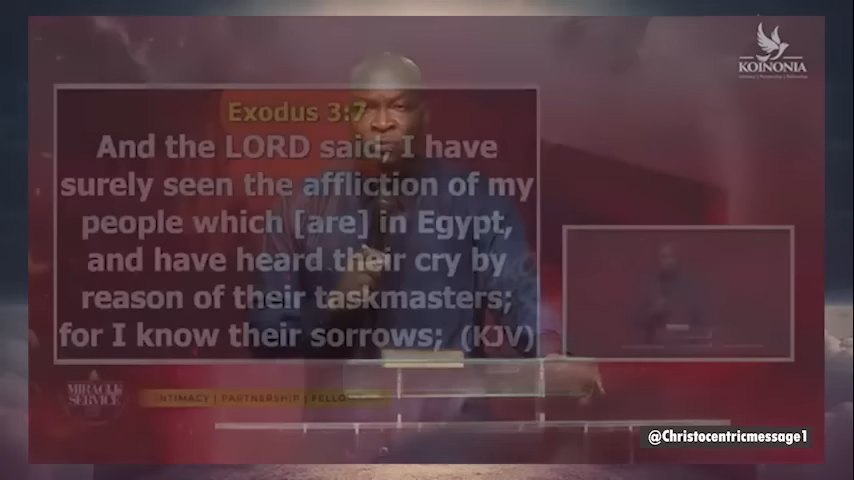 KOINONIA
Exodus 3:7
And the LORD said, I have
surely seen the affliction of my
people which [are] in Egypt,
and have heard their cry by
reason of their taskmasters;
for I know their sorrows; (KJV)
MIRACLE
SERVICE
INTIMACY | PARTNERSHIP | FELLO
@Christocentricmessage1